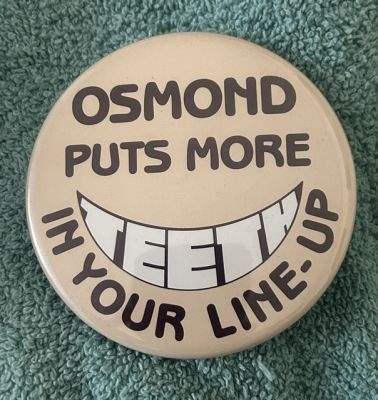 OSMOND
PUTS MORE
TEETH
IN YOUR LINE-UP